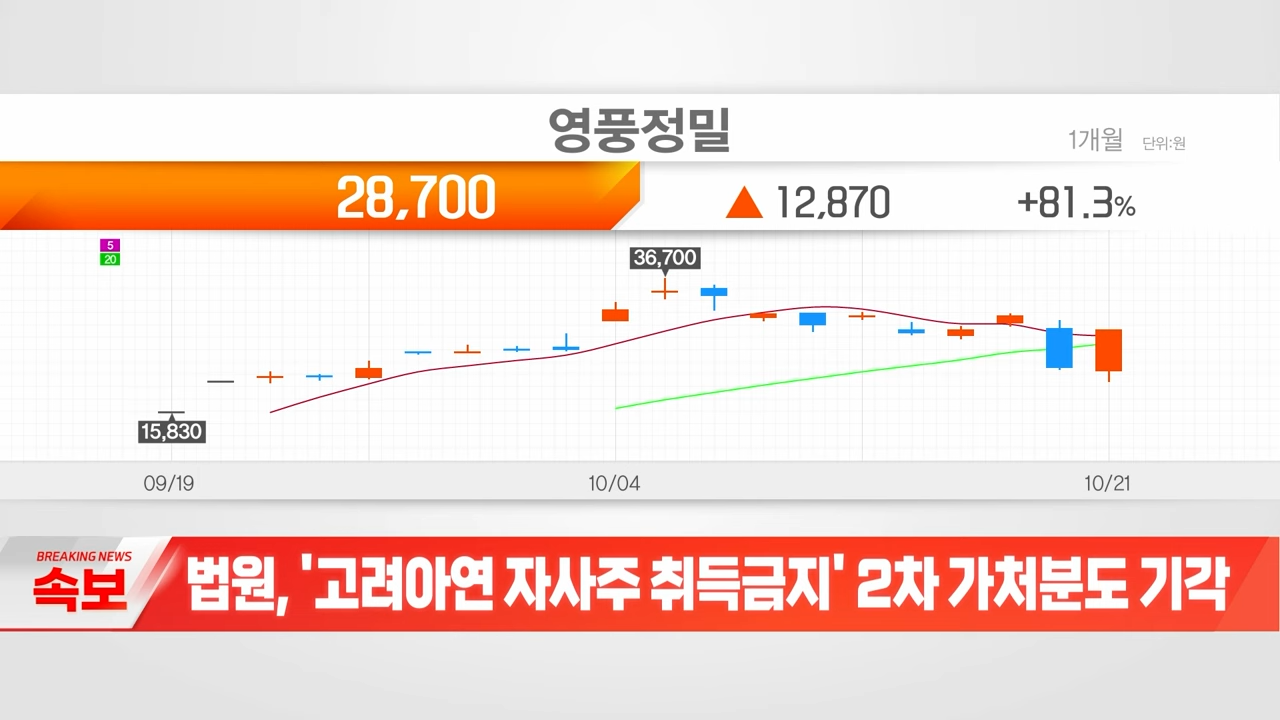 영풍정밀
1개월 단위:원
28,700 ▲ 12,870 +81.3%
5
20
36,700
15,830
09/19 10/04 10/21
BREAKING NEWS
속보
법원, '고려아연 자사주 취득금지' 2차 가처분도 기각